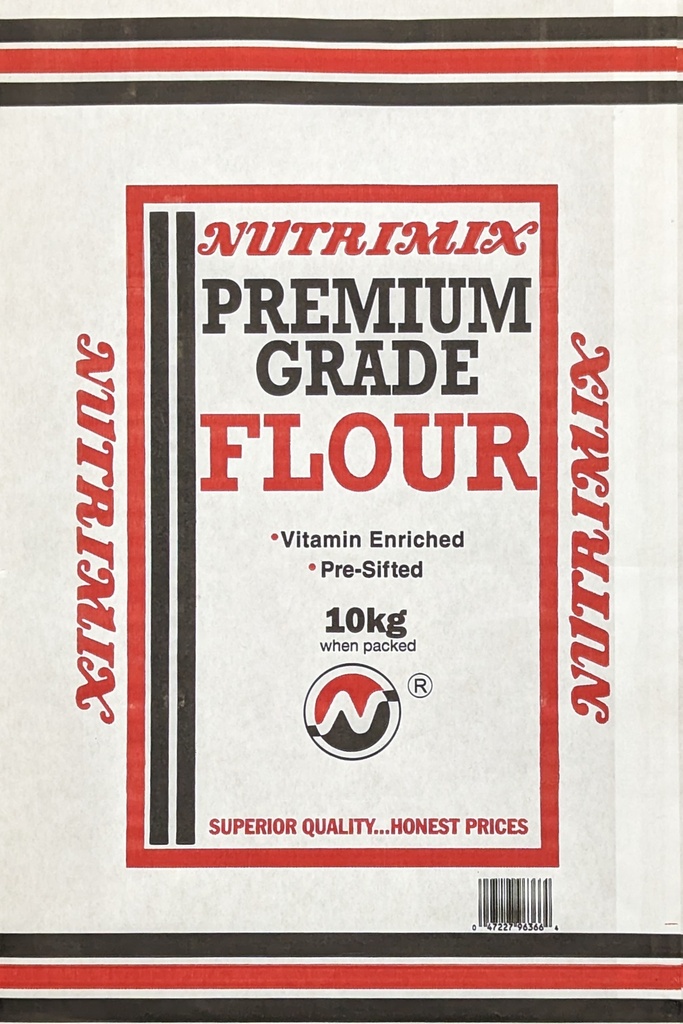 NUTRIMIX
PREMIUM
GRADE
FLOUR
•Vitamin Enriched
•Pre-Sifted
10kg
when packed
N
®
SUPERIOR QUALITY...HONEST PRICES
NUTRIMIX
NUTRIMIX
0 47227 96366 4